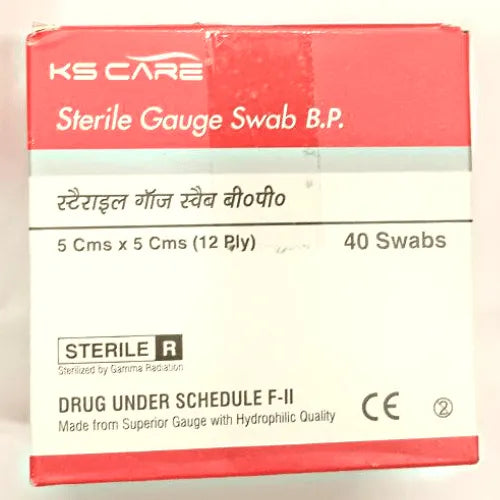 KS CARE
Sterile Gauge Swab B.P.
स्टैराइल गॉज स्वैब बी०पी०
5 Cms x 5 Cms (12 Ply) 40 Swabs
STERILE R
Sterilized by Gamma Radiation
DRUG UNDER SCHEDULE F-II
Made from Superior Gauge with Hydrophilic Quality
CE 2